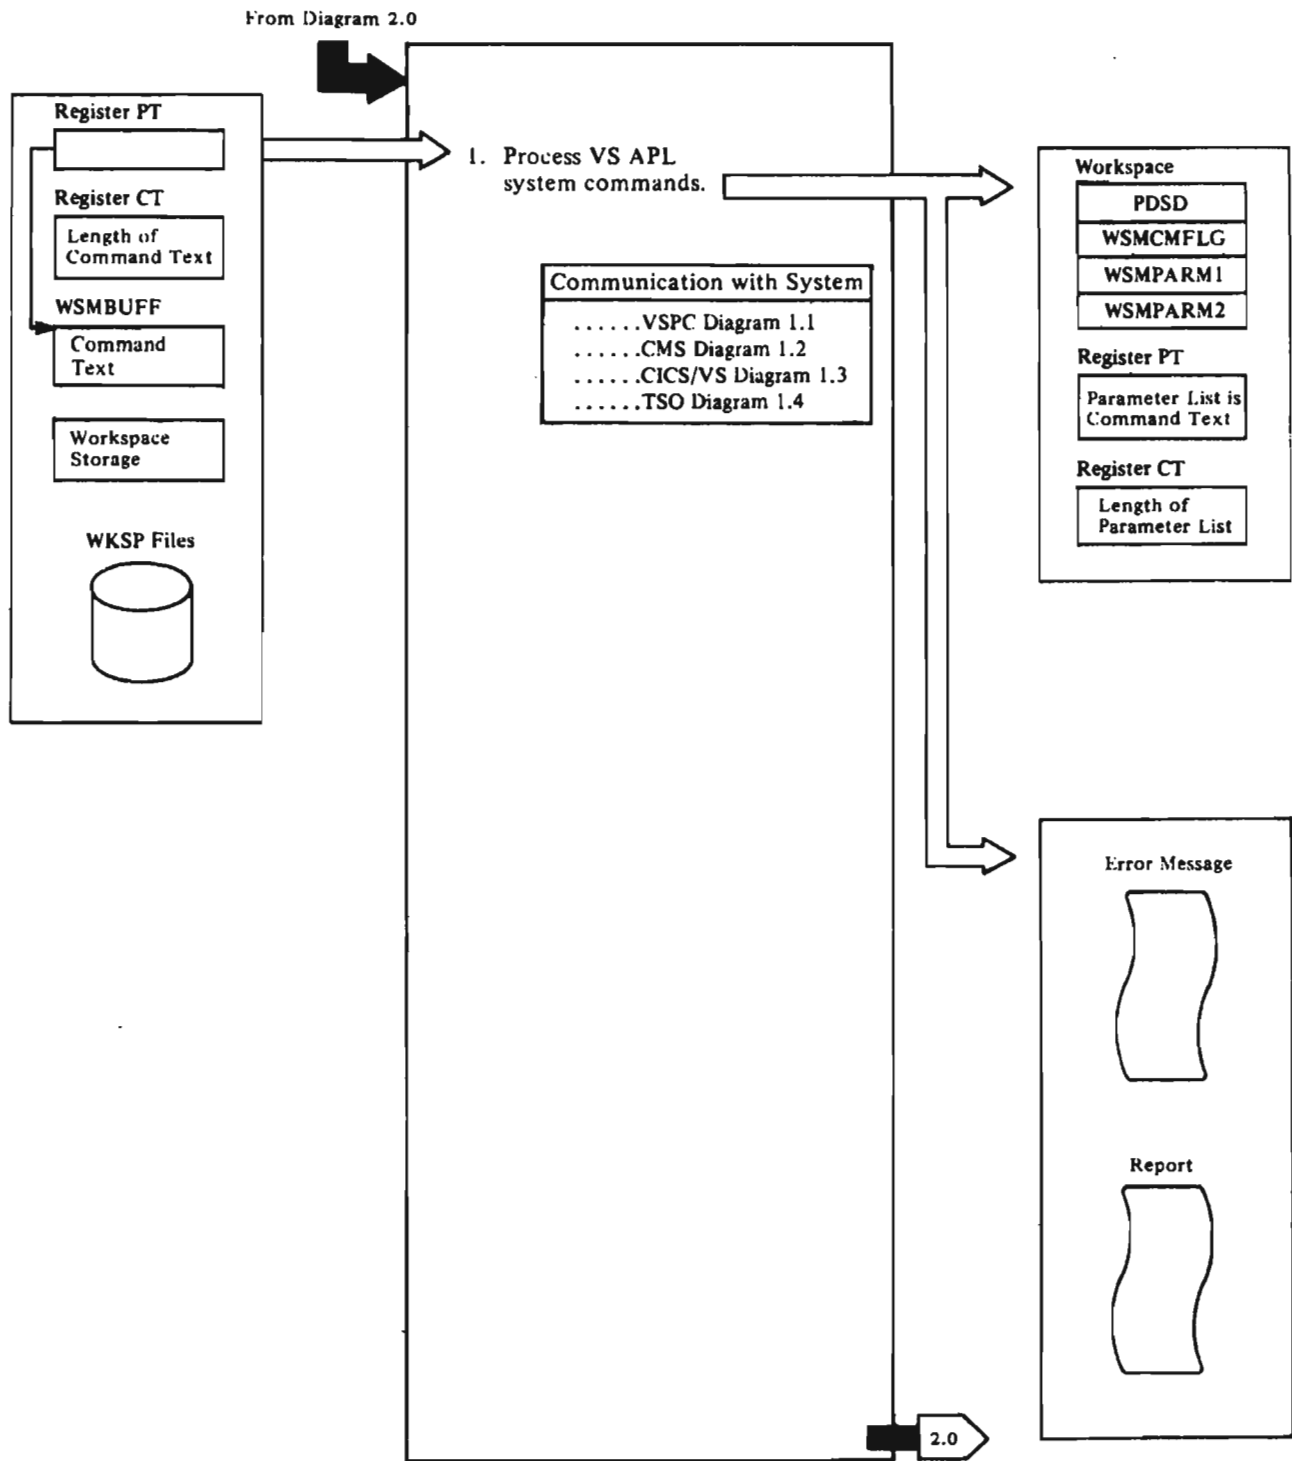 From Diagram 2.0
Register PT
Register CT
Length of
Command Text
WSMBUFF
Command
Text
Workspace
Storage
WKSP Files
1. Process VS APL
system commands.
Communication with System
......VSPC Diagram 1.1
......CMS Diagram 1.2
......CICS/VS Diagram 1.3
......TSO Diagram 1.4
Workspace
PDSD
WSMCMFLG
WSMPARM1
WSMPARM2
Register PT
Parameter List is
Command Text
Register CT
Length of
Parameter List
Error Message
Report
2.0